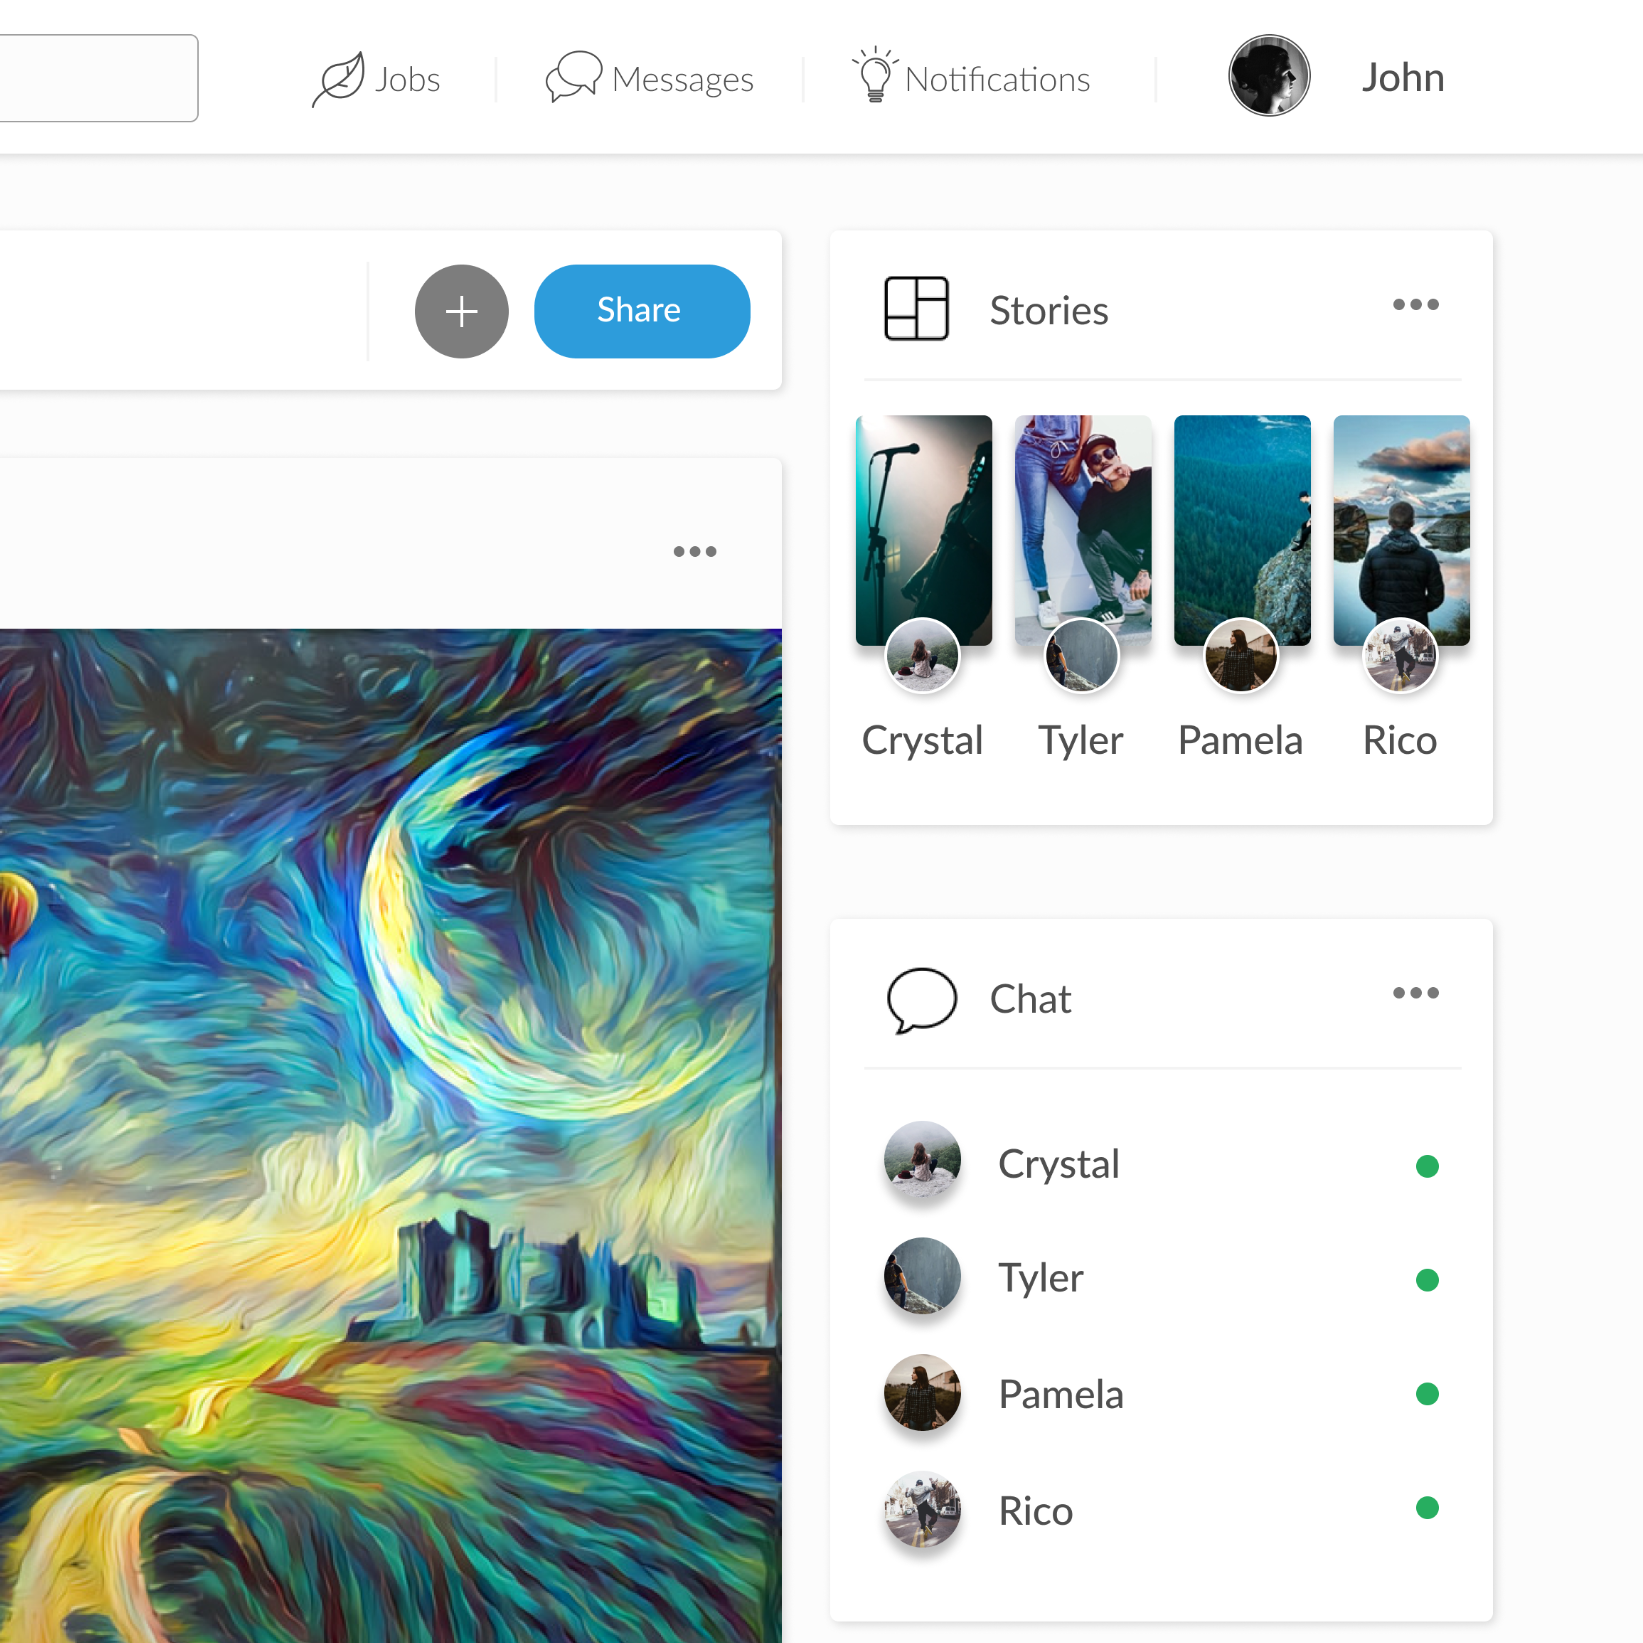 Jobs
Messages
Notifications
John
Share
Stories
Crystal
Tyler
Pamela
Rico
Chat
Crystal
Tyler
Pamela
Rico